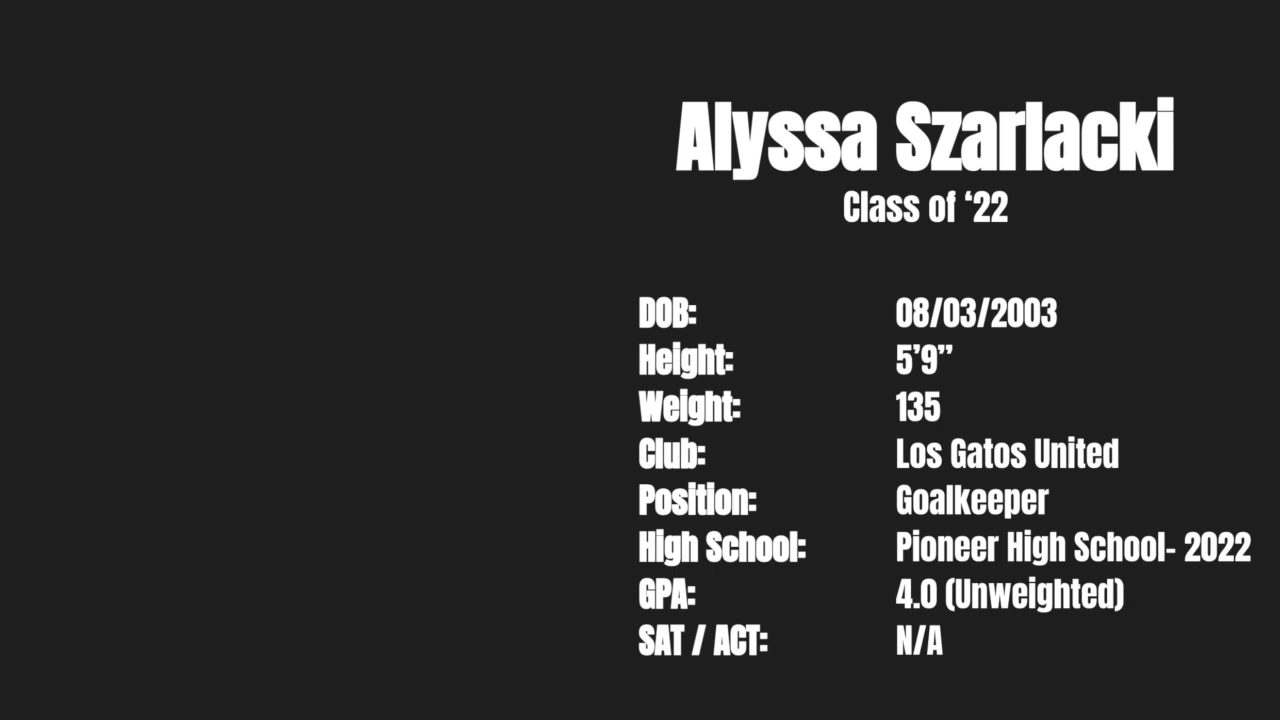 Alyssa Szarlacki
Class of ‘22
DOB: 08/03/2003
Height: 5’9”
Weight: 135
Club: Los Gatos United
Position: Goalkeeper
High School: Pioneer High School- 2022
GPA: 4.0 (Unweighted)
SAT / ACT: N/A